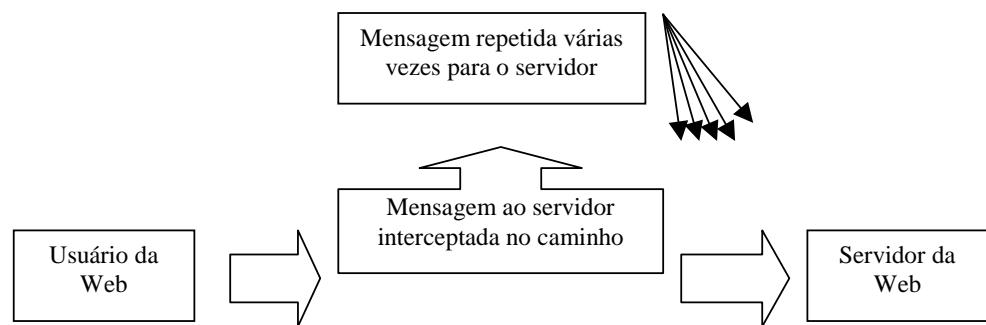 Mensagem repetida várias
vezes para o servidor
Mensagem ao servidor
interceptada no caminho
Usuário da
Web
Servidor da
Web